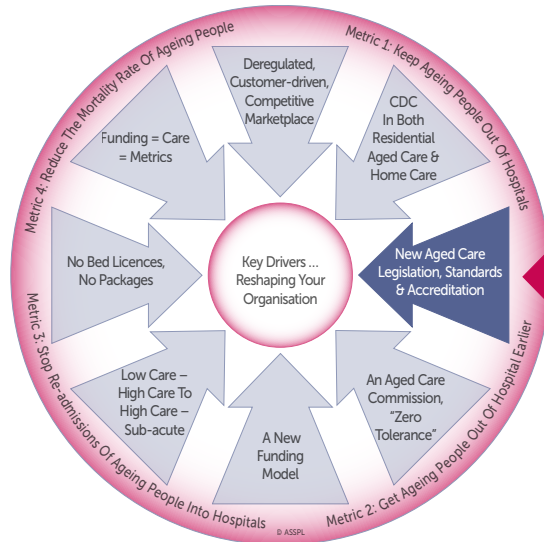 Metric 4: Reduce The Mortality Rate Of Ageing People
Metric 1: Keep Ageing People Out Of Hospitals
Deregulated,
Customer-driven,
Competitive
Marketplace
CDC
In Both
Residential
Aged Care &
Home Care
Funding = Care
= Metrics
No Bed Licences,
No Packages
Key Drivers ...
Reshaping Your
Organisation
New Aged Care
Legislation, Standards
& Accreditation
Low Care –
High Care To
High Care –
Sub-acute
A New
Funding
Model
An Aged Care
Commission,
"Zero
Tolerance"
Metric 3: Stop Re-admissions Of Ageing People Into Hospitals
Metric 2: Get Ageing People Out Of Hospital Earlier
© ASSPL